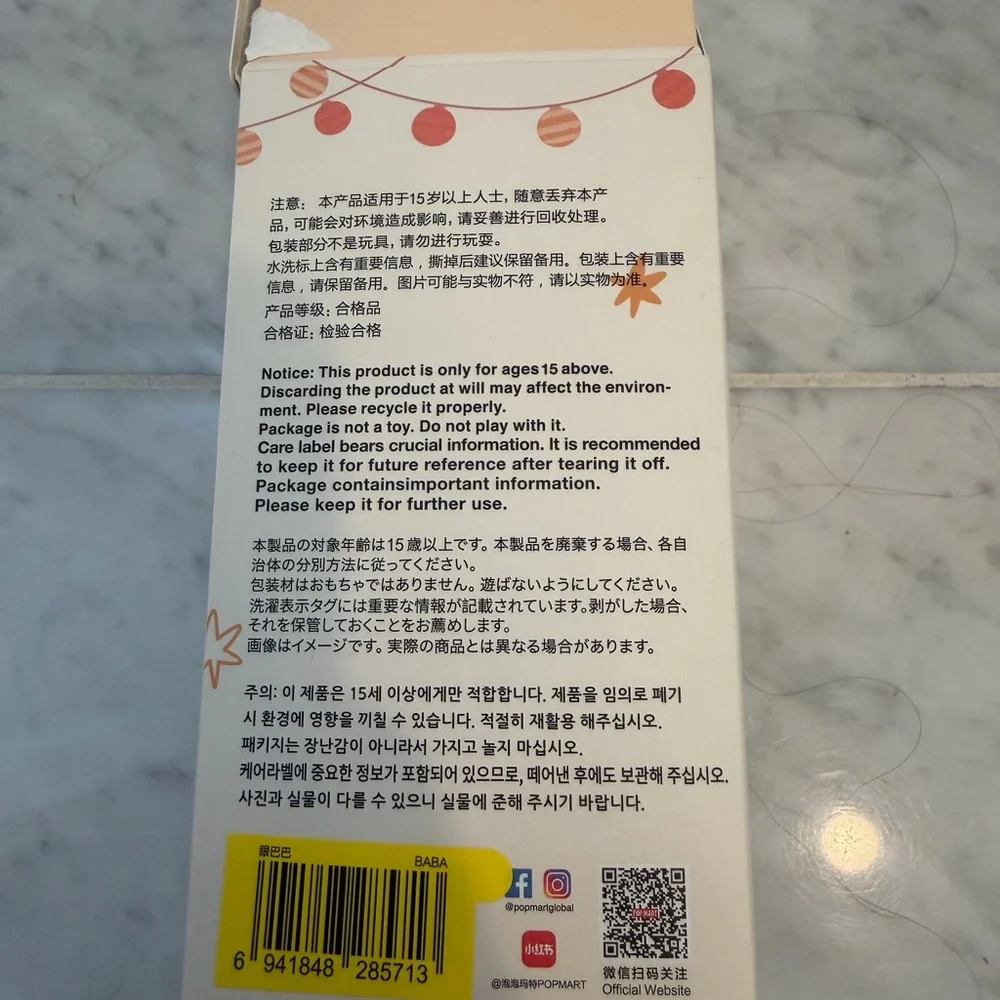 注意： 本产品适用于15岁以上人士, 随意丢弃本产
品, 可能会对环境造成影响, 请妥善进行回收处理。
包装部分不是玩具, 请勿进行玩耍。
水洗标上含有重要信息，撕掉后建议保留备用。包装上含有重要
信息，请保留备用。图片可能与实物不符，请以实物为准。
产品等级: 合格品
合格证: 检验合格
Notice: This product is only for ages 15 above.
Discarding the product at will may affect the environ-
ment. Please recycle it properly.
Package is not a toy. Do not play with it.
Care label bears crucial information. It is recommended
to keep it for future reference after tearing it off.
Package containsimportant information.
Please keep it for further use.
本製品の対象年齢は15歳以上です。本製品を廃棄する場合、各自
治体の分別方法に従ってください。
包装材はおもちゃではありません。遊ばないようにしてください。
洗濯表示タグには重要な情報が記載されています。剥がした場合、
それを保管しておくことをお薦めします。
画像はイメージです。実際の商品とは異なる場合があります。
주의: 이 제품은 15세 이상에게만 적합합니다. 제품을 임의로 폐기
시 환경에 영향을 끼칠 수 있습니다. 적절히 재활용 해주십시오.
패키지는 장난감이 아니라서 가지고 놀지 마십시오.
케어라벨에 중요한 정보가 포함되어 있으므로, 떼어낸 후에도 보관해 주십시오.
사진과 실물이 다를 수 있으니 실물에 준해 주시기 바랍니다.
眼巴巴 BABA
6 941848 285713
@popmartglobal
小红书
@泡泡玛特POPMART
POP MART
微信扫码关注
Official Website